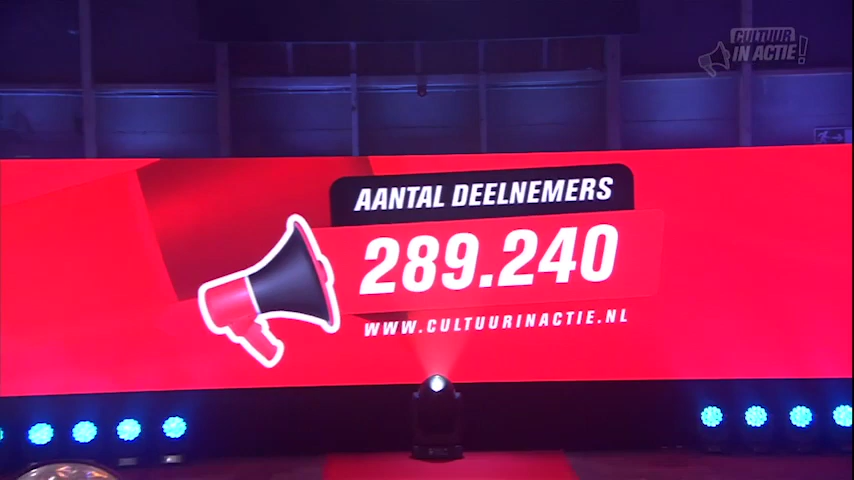 CULTUUR
IN ACTIE!
AANTAL DEELNEMERS
289.240
WWW.CULTUURINACTIE.NL